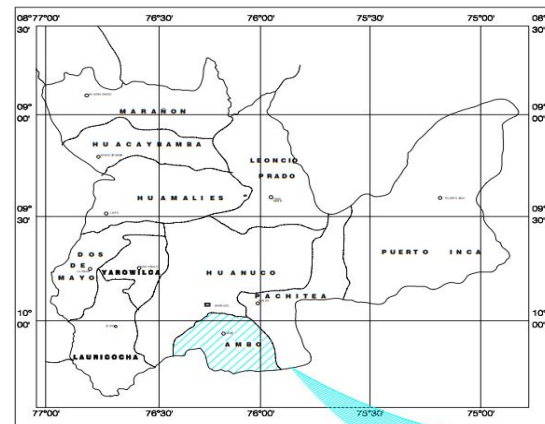 77°00' 76°30' 76°00' 75°30' 75°00'
08° 30'
08° 30'
MARAÑON
09° 00'
09° 00'
HUACAYBAMBA
LEONCIO
PRADO
HUAMALIES
09° 30'
09° 30'
DOS
DE
MAYO
YAROWILCA
HUANUCO
PUERTO INCA
PACHITEA
10° 00'
10° 00'
AMBO
LAURICOCHA
77°00' 76°30' 76°00' 75°30' 75°00'